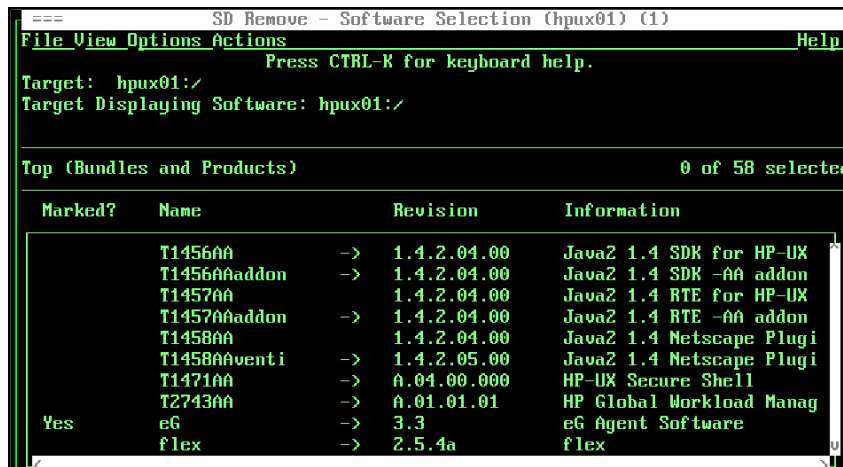 === SD Remove - Software Selection (hpux01) (1)
File View Options Actions Help
Press CTRL-K for keyboard help.
Target: hpux01:/
Target Displaying Software: hpux01:/
Top (Bundles and Products) 0 of 58 selected
Marked? Name Revision Information
T1456AA -> 1.4.2.04.00 Java2 1.4 SDK for HP-UX
T1456AAaddon -> 1.4.2.04.00 Java2 1.4 SDK -AA addon
T1457AA 1.4.2.04.00 Java2 1.4 RTE for HP-UX
T1457AAaddon -> 1.4.2.04.00 Java2 1.4 RTE -AA addon
T1458AA 1.4.2.04.00 Java2 1.4 Netscape Plugi
T1458AAventi -> 1.4.2.05.00 Java2 1.4 Netscape Plugi
T1471AA -> A.04.00.000 HP-UX Secure Shell
T2743AA -> A.01.01.01 HP Global Workload Manag
Yes eG -> 3.3 eG Agent Software
flex -> 2.5.4a flex